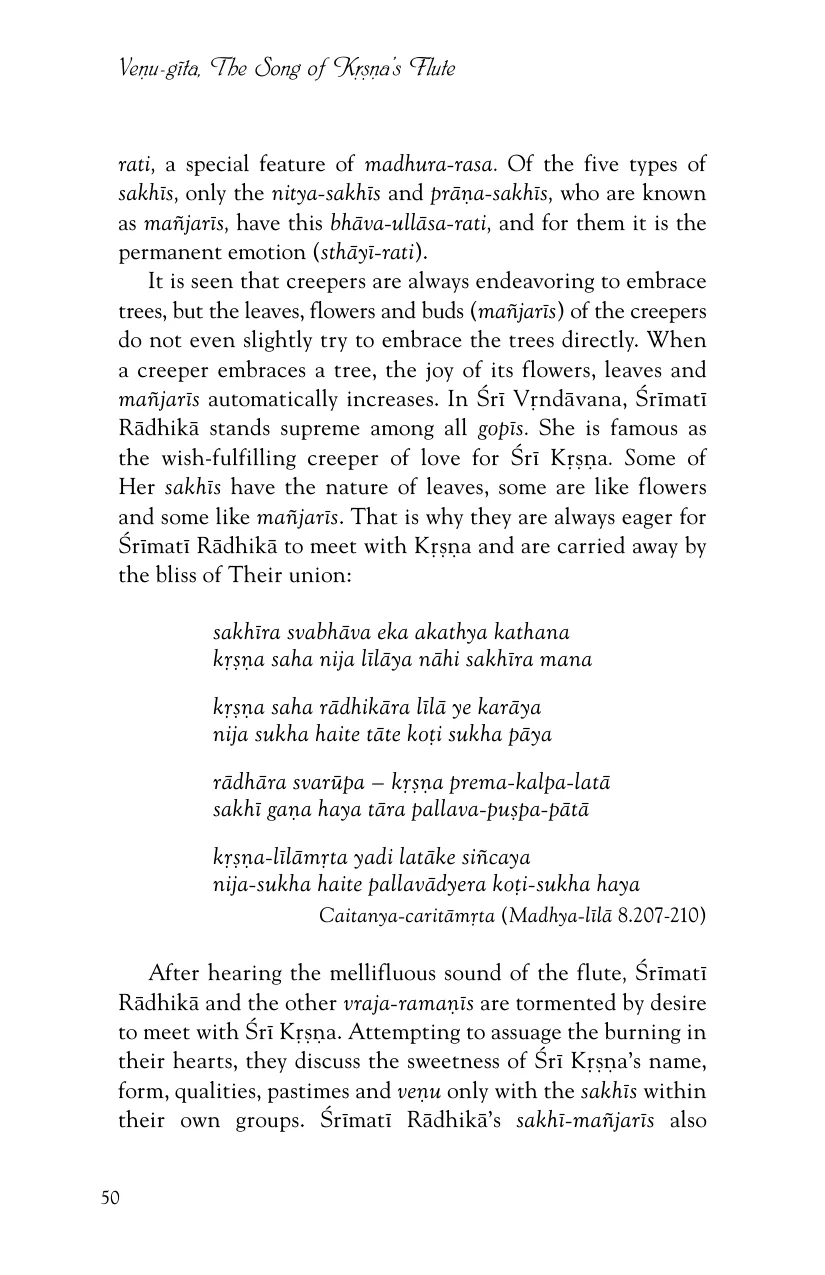 Veṇu-gīta, The Song of Kṛṣṇa's Flute
rati, a special feature of madhura-rasa. Of the five types of
sakhīs, only the nitya-sakhīs and prāṇa-sakhīs, who are known
as mañjarīs, have this bhāva-ullāsa-rati, and for them it is the
permanent emotion (sthāyī-rati).
It is seen that creepers are always endeavoring to embrace
trees, but the leaves, flowers and buds (mañjarīs) of the creepers
do not even slightly try to embrace the trees directly. When
a creeper embraces a tree, the joy of its flowers, leaves and
mañjarīs automatically increases. In Śrī Vṛndāvana, Śrīmatī
Rādhikā stands supreme among all gopīs. She is famous as
the wish-fulfilling creeper of love for Śrī Kṛṣṇa. Some of
Her sakhīs have the nature of leaves, some are like flowers
and some like mañjarīs. That is why they are always eager for
Śrīmatī Rādhikā to meet with Kṛṣṇa and are carried away by
the bliss of Their union:
sakhīra svabhāva eka akathya kathana
kṛṣṇa saha nija līlāya nāhi sakhīra mana
kṛṣṇa saha rādhikāra līlā ye karāya
nija sukha haite tāte koṭi sukha pāya
rādhāra svarūpa – kṛṣṇa prema-kalpa-latā
sakhī gaṇa haya tāra pallava-puṣpa-pātā
kṛṣṇa-līlāmṛta yadi latāke siñcaya
nija-sukha haite pallavādyera koṭi-sukha haya
Caitanya-caritāmṛta (Madhya-līlā 8.207-210)
After hearing the mellifluous sound of the flute, Śrīmatī
Rādhikā and the other vraja-ramaṇīs are tormented by desire
to meet with Śrī Kṛṣṇa. Attempting to assuage the burning in
their hearts, they discuss the sweetness of Śrī Kṛṣṇa's name,
form, qualities, pastimes and veṇu only with the sakhīs within
their own groups. Śrīmatī Rādhikā's sakhī-mañjarīs also
50